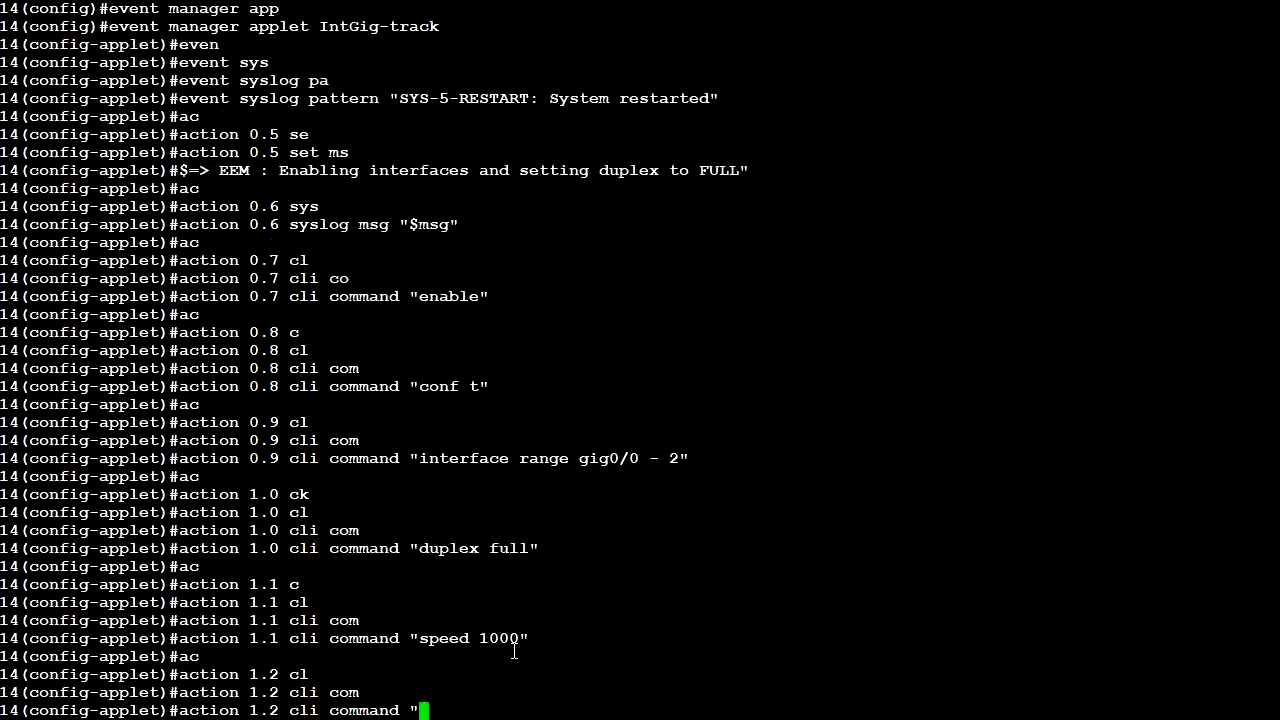 14(config)#event manager app
14(config)#event manager applet IntGig-track
14(config-applet)#even
14(config-applet)#event sys
14(config-applet)#event syslog pa
14(config-applet)#event syslog pattern "SYS-5-RESTART: System restarted"
14(config-applet)#ac
14(config-applet)#action 0.5 se
14(config-applet)#action 0.5 set ms
14(config-applet)#$=> EEM : Enabling interfaces and setting duplex to FULL"
14(config-applet)#ac
14(config-applet)#action 0.6 sys
14(config-applet)#action 0.6 syslog msg "$msg"
14(config-applet)#ac
14(config-applet)#action 0.7 cl
14(config-applet)#action 0.7 cli co
14(config-applet)#action 0.7 cli command "enable"
14(config-applet)#ac
14(config-applet)#action 0.8 c
14(config-applet)#action 0.8 cl
14(config-applet)#action 0.8 cli com
14(config-applet)#action 0.8 cli command "conf t"
14(config-applet)#ac
14(config-applet)#action 0.9 cl
14(config-applet)#action 0.9 cli com
14(config-applet)#action 0.9 cli command "interface range gig0/0 - 2"
14(config-applet)#ac
14(config-applet)#action 1.0 ck
14(config-applet)#action 1.0 cl
14(config-applet)#action 1.0 cli com
14(config-applet)#action 1.0 cli command "duplex full"
14(config-applet)#ac
14(config-applet)#action 1.1 c
14(config-applet)#action 1.1 cl
14(config-applet)#action 1.1 cli com
14(config-applet)#action 1.1 cli command "speed 1000"
14(config-applet)#ac
14(config-applet)#action 1.2 cl
14(config-applet)#action 1.2 cli com
14(config-applet)#action 1.2 cli command "